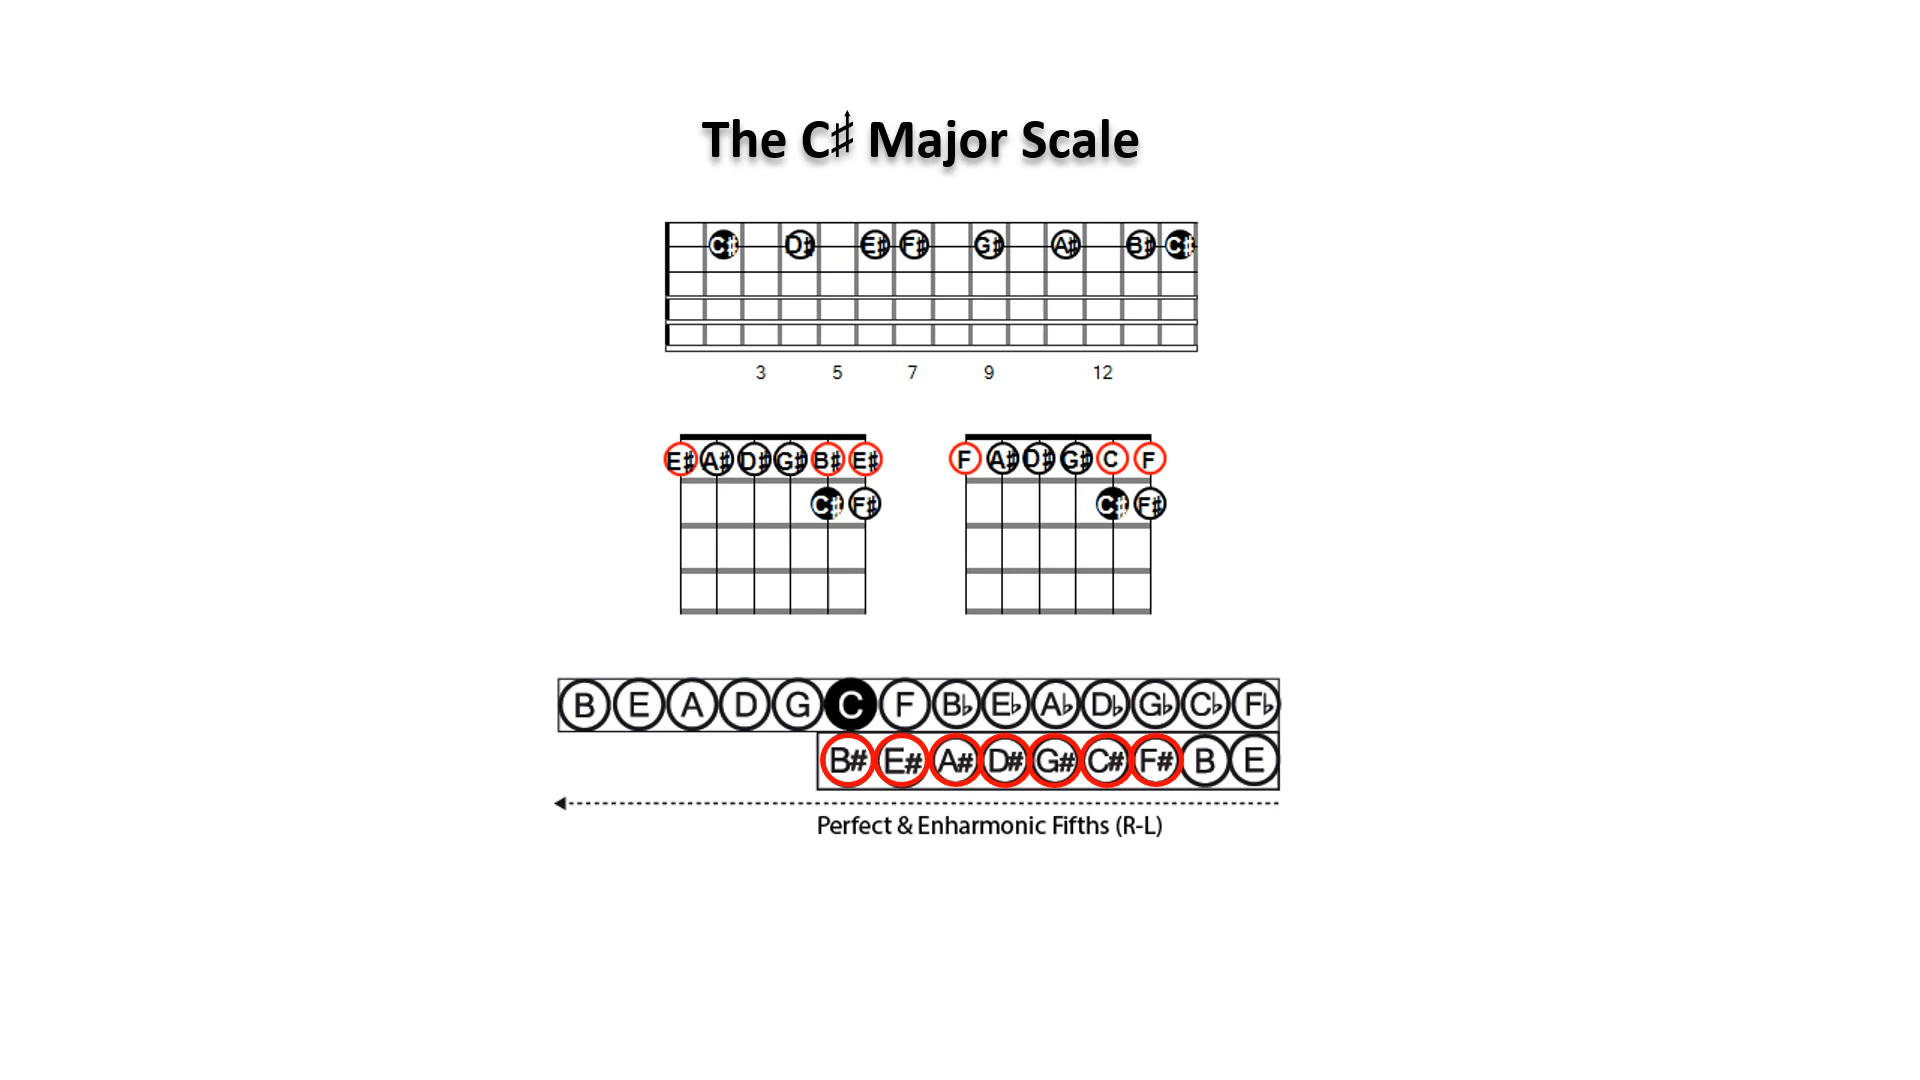 The C♯ Major Scale
C♯ D♯ E♯ F♯ G♯ A♯ B♯ C♯
3 5 7 9 12
E♯ A♯ D♯ G♯ B♯ E♯ F A♯ D♯ G♯ C F
C♯ F♯ C♯ F♯
B E A D G C F B♭ E♭ A♭ D♭ G♭ C♭ F♭
B# E# A# D# G# C# F# B E
Perfect & Enharmonic Fifths (R-L)